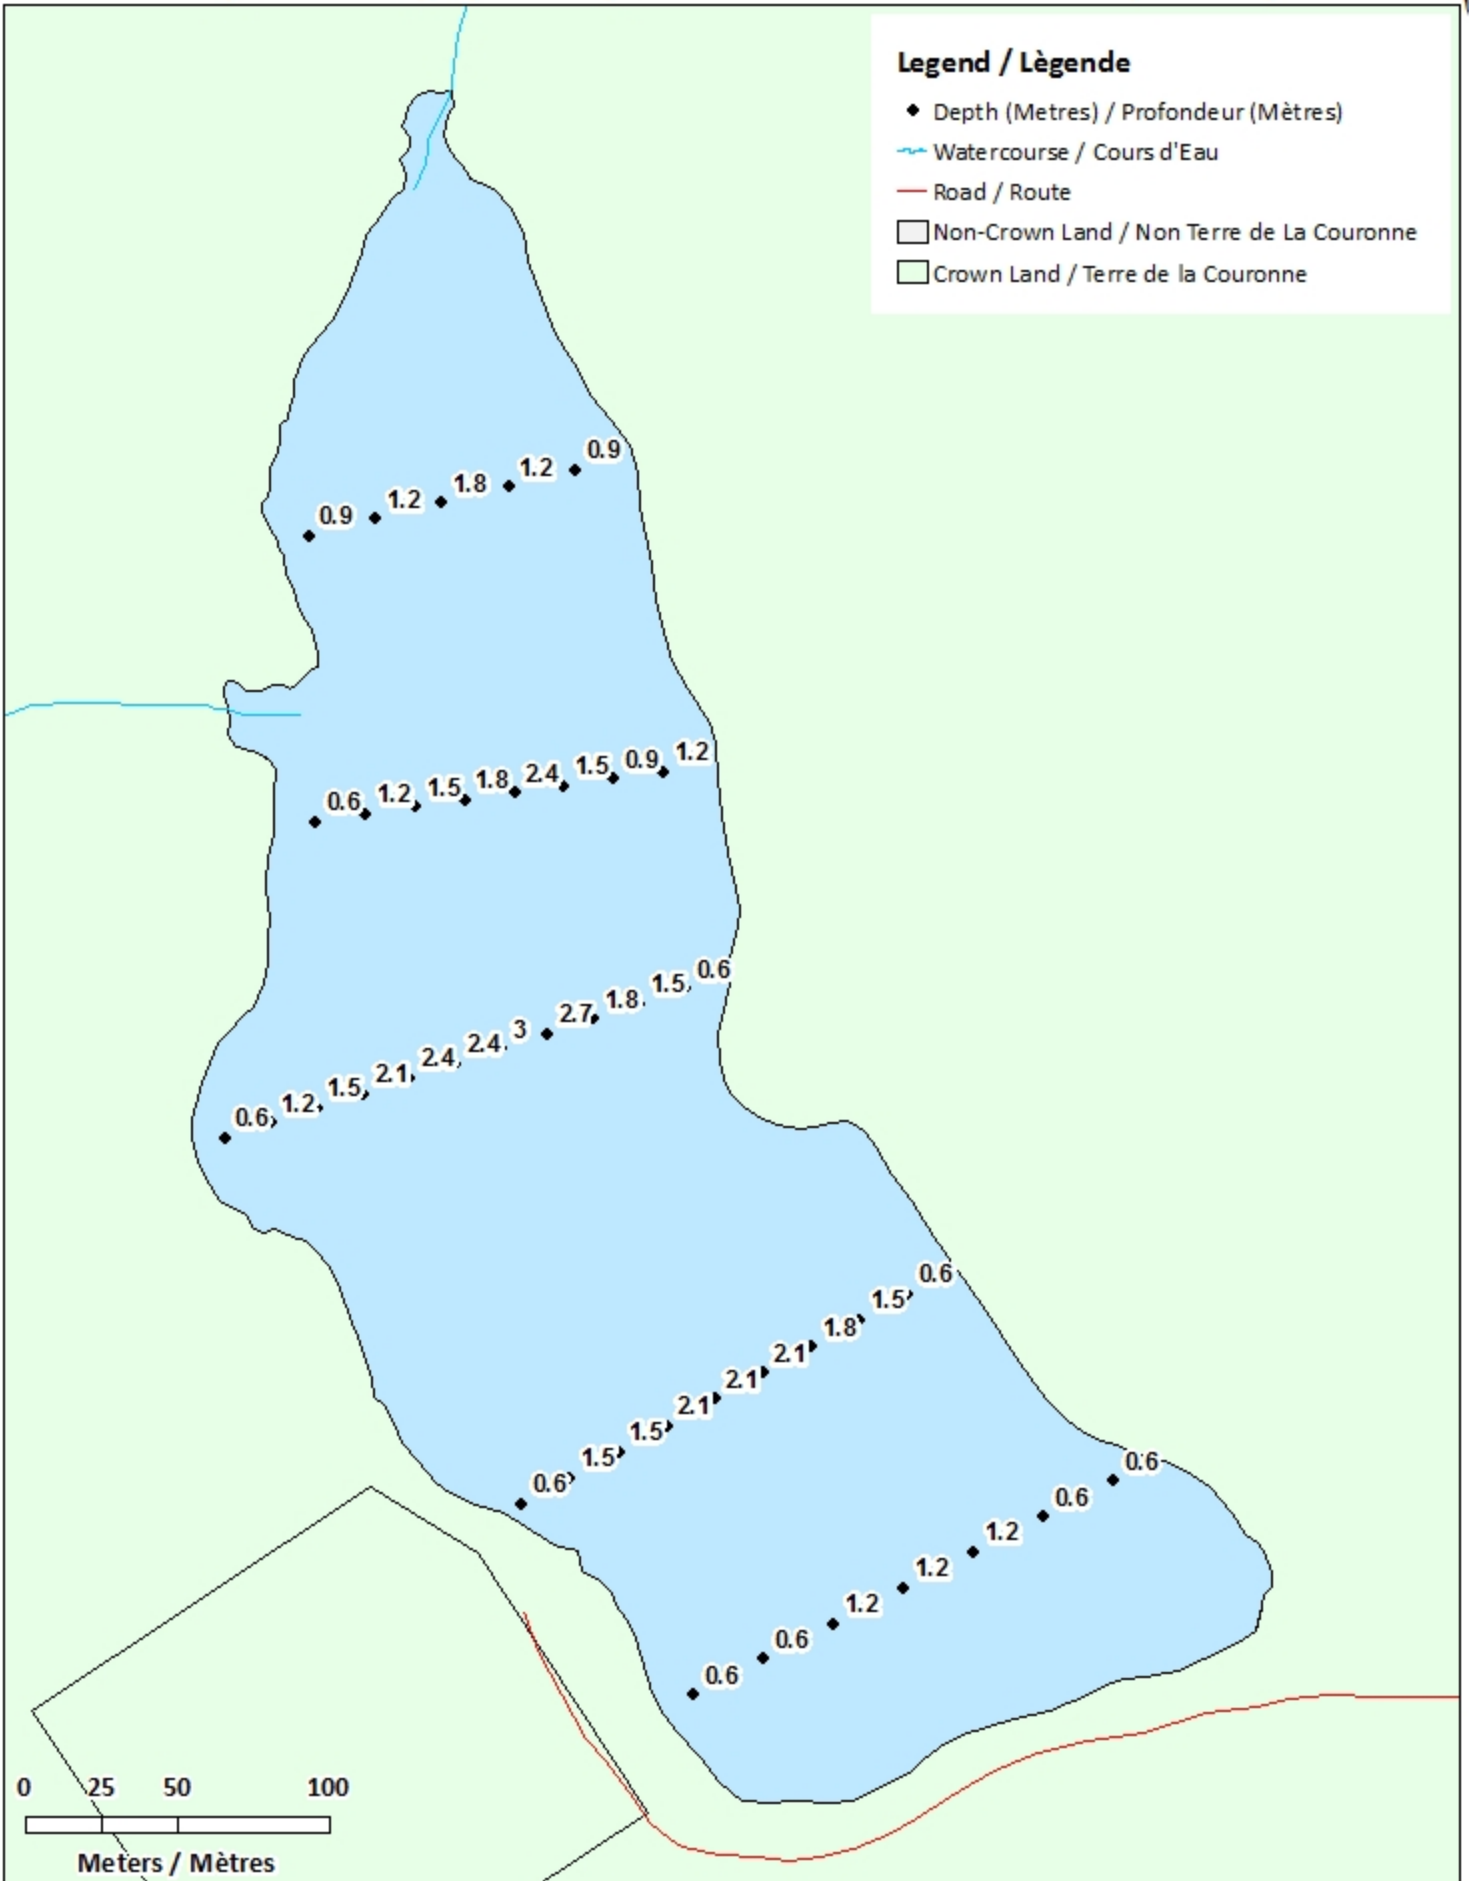 Legend / Lègende
Depth (Metres) / Profondeur (Mètres)
Watercourse / Cours d'Eau
Road / Route
Non-Crown Land / Non Terre de La Couronne
Crown Land / Terre de la Couronne
0.9 1.2 1.8 1.2 0.9
0.6 1.2 1.5 1.8 2.4 1.5 0.9 1.2
0.6 1.2 1.5 2.1 2.4 2.4 3 2.7 1.8 1.5 0.6
0.6 1.5 1.5 2.1 2.1 2.1 1.8 1.5 0.6
0.6 0.6 1.2 1.2 1.2 0.6 0.6
0 25 50 100
Meters / Mètres